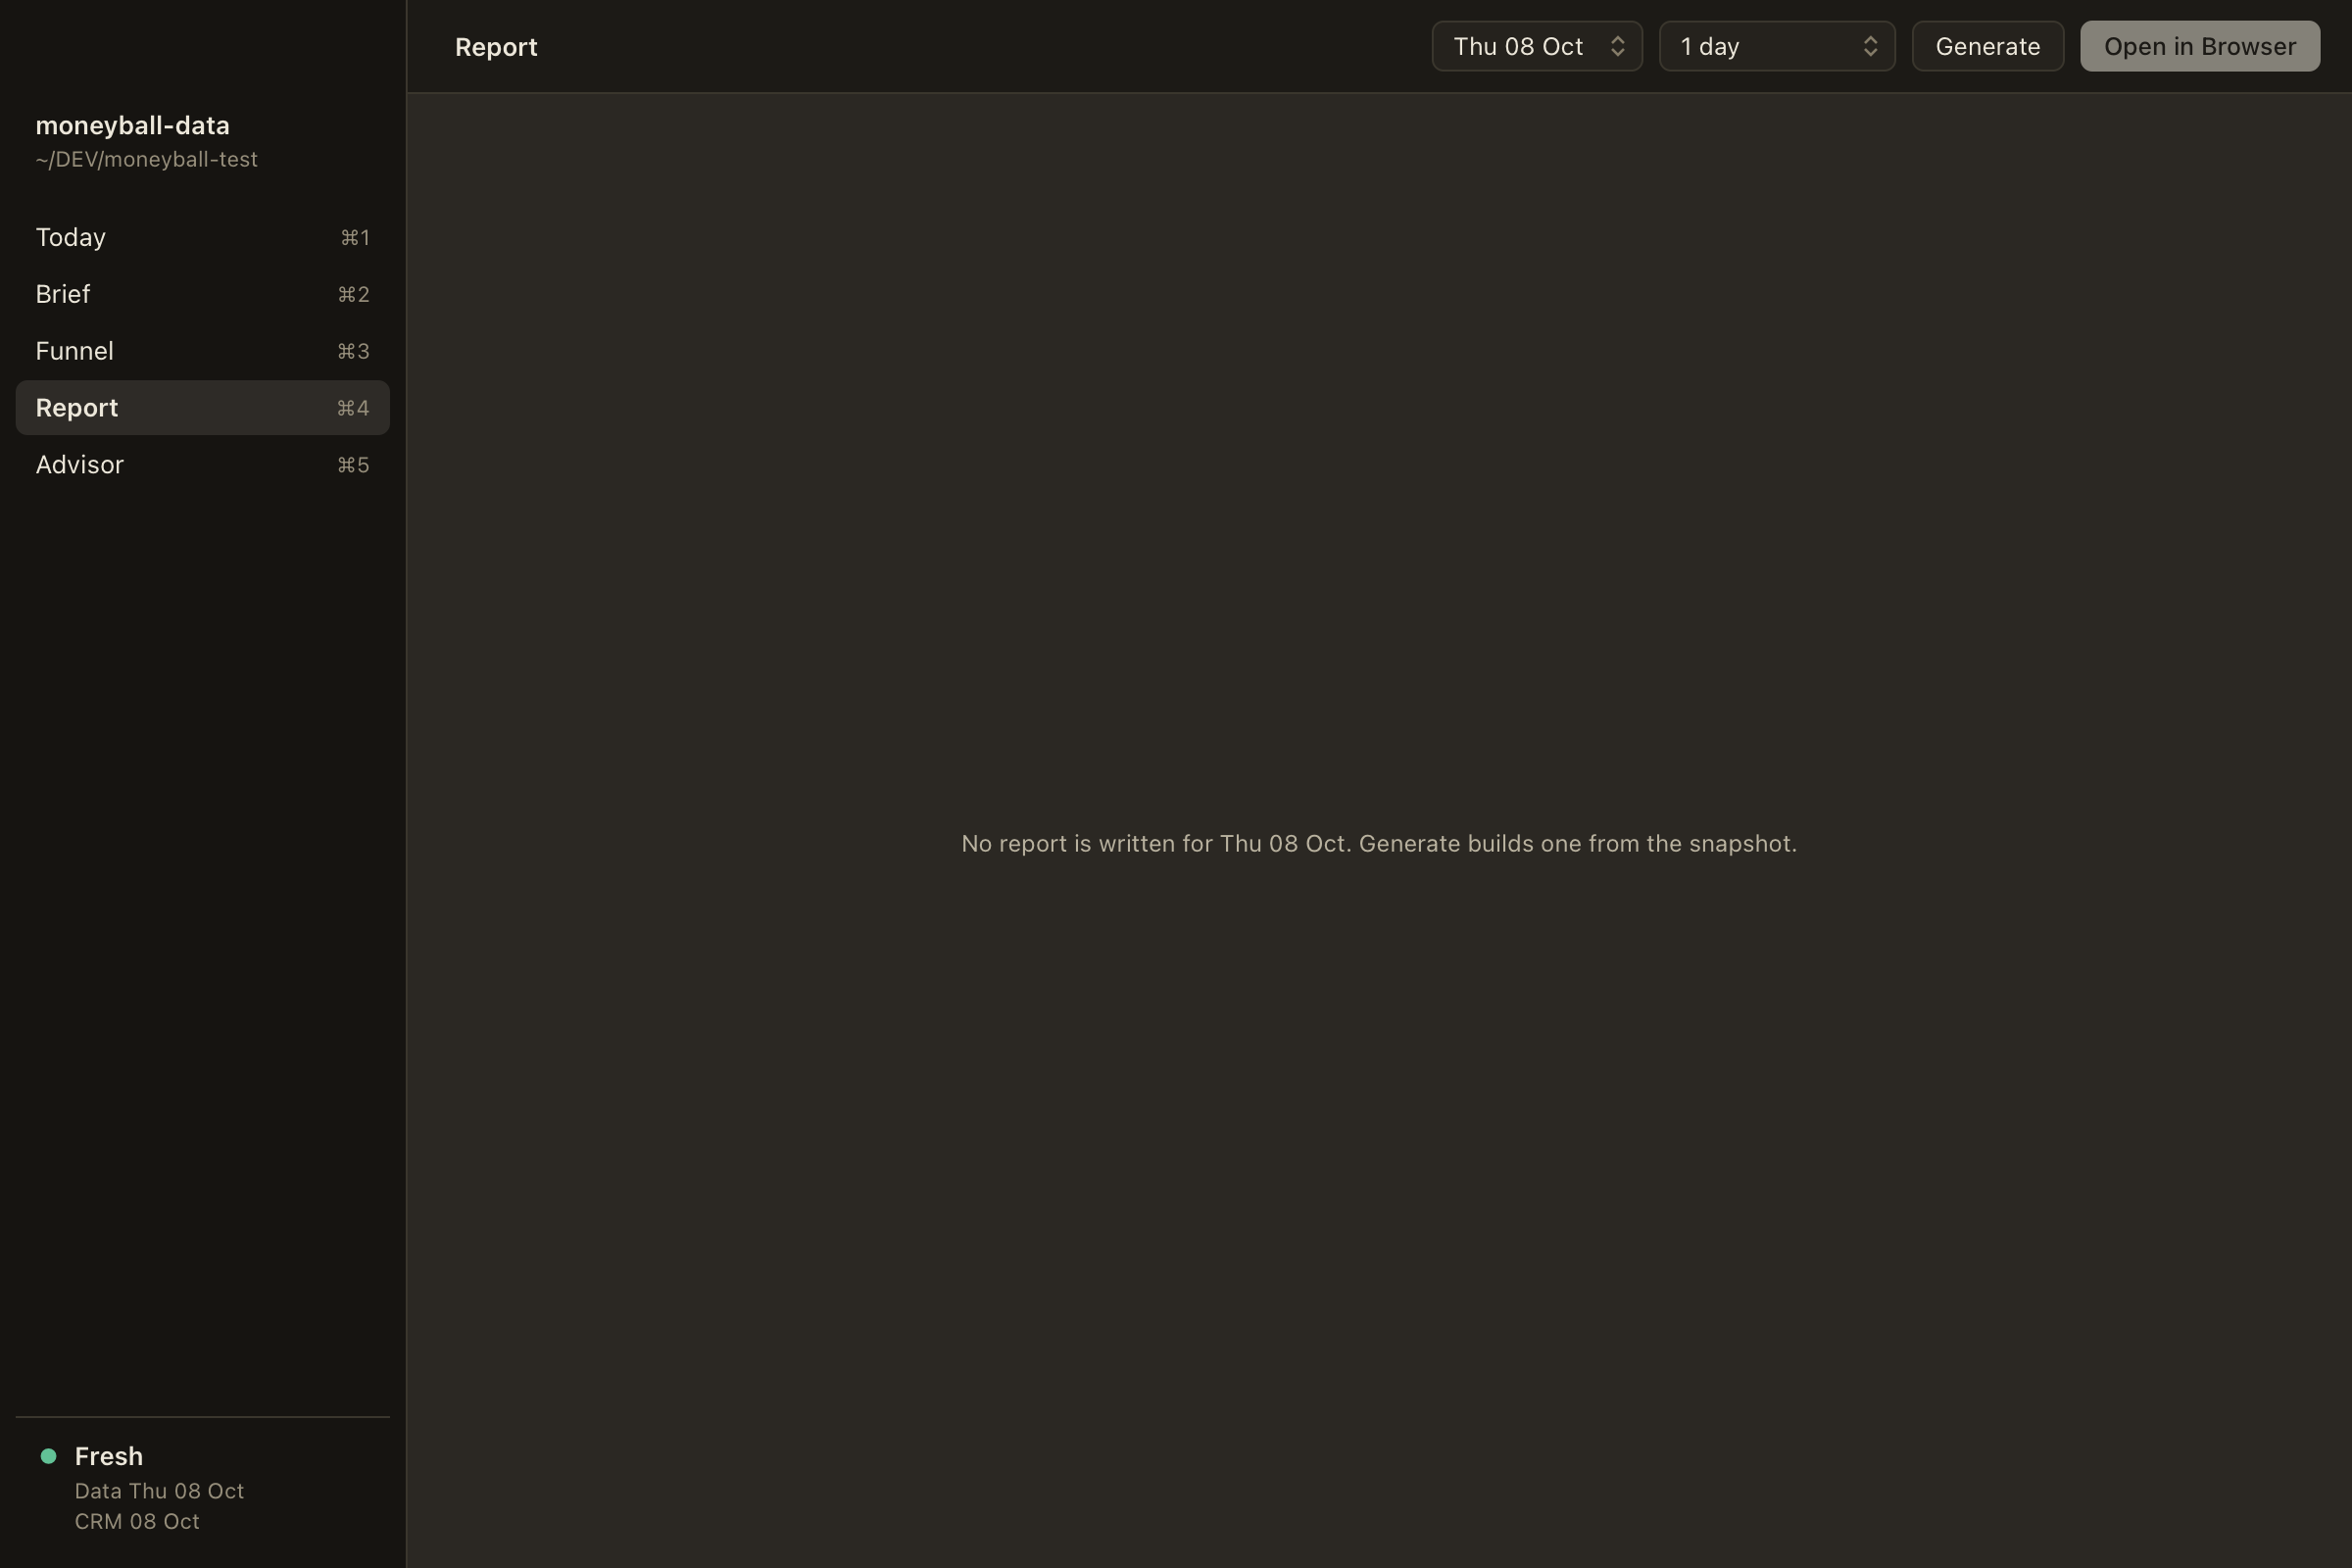 moneyball-data
~/DEV/moneyball-test
Today ⌘1
Brief ⌘2
Funnel ⌘3
Report ⌘4
Advisor ⌘5
Fresh
Data Thu 08 Oct
CRM 08 Oct
Report
Thu 08 Oct
1 day
Generate
Open in Browser
No report is written for Thu 08 Oct. Generate builds one from the snapshot.